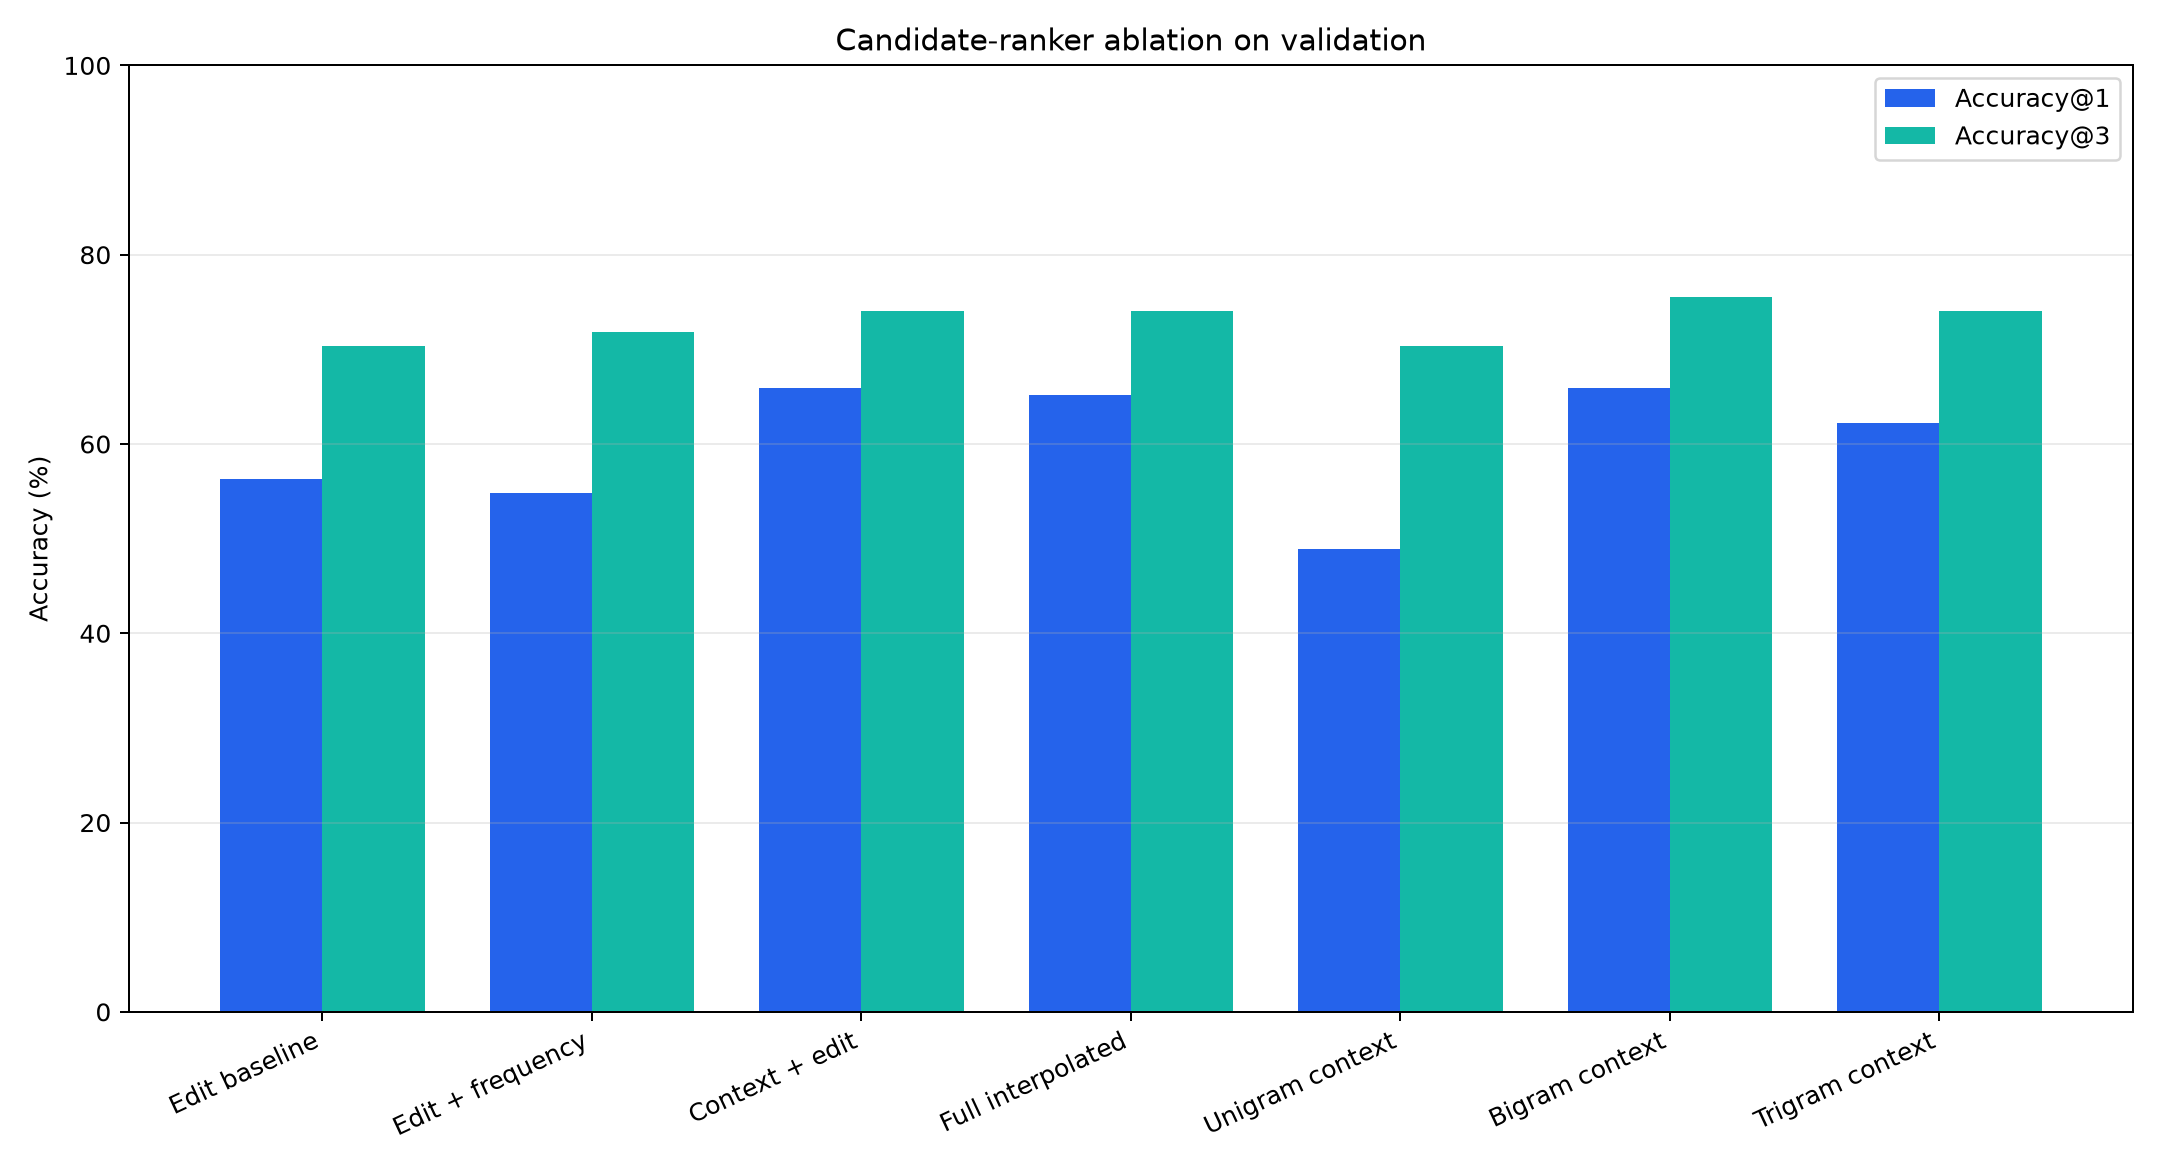 Candidate-ranker ablation on validation
Accuracy@1
Accuracy@3
Accuracy (%)
100
80
60
40
20
0
Edit baseline
Edit + frequency
Context + edit
Full interpolated
Unigram context
Bigram context
Trigram context